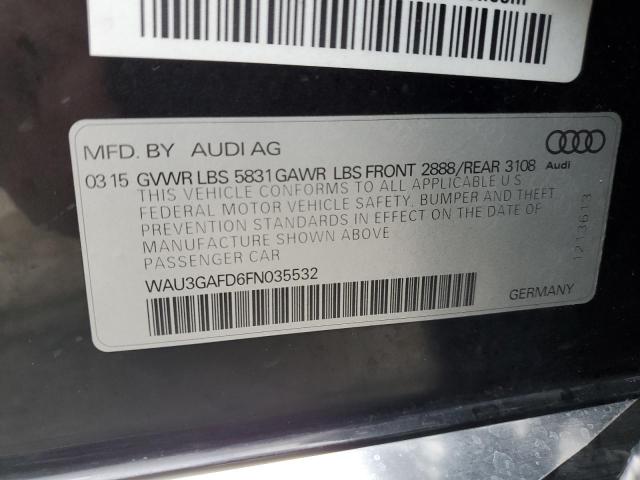 MFD. BY AUDI AG
03 15 GVWR LBS 5831 GAWR LBS FRONT 2888/REAR 3108
Audi
THIS VEHICLE CONFORMS TO ALL APPLICABLE U.S.
FEDERAL MOTOR VEHICLE SAFETY, BUMPER AND THEFT
PREVENTION STANDARDS IN EFFECT ON THE DATE OF
MANUFACTURE SHOWN ABOVE
PASSENGER CAR
1213613
WAU3GAFD6FN035532
GERMANY